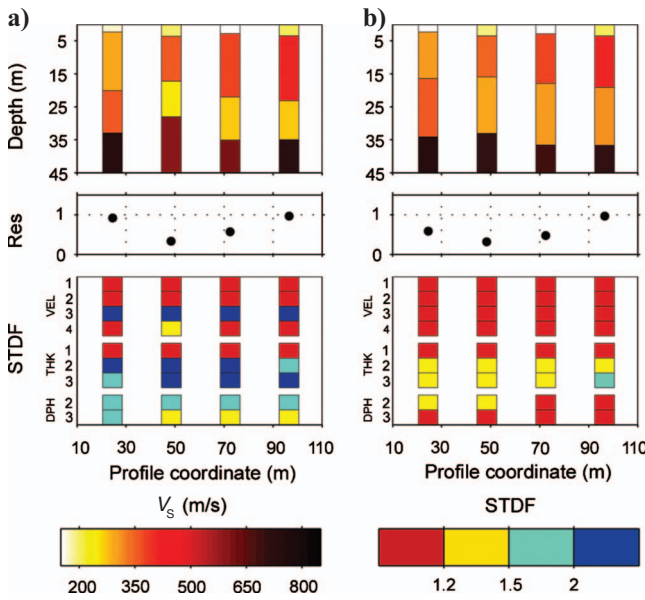 a) b)
Depth (m)
5 5
15 15
25 25
35 35
45 45
Res
1 1
0 0
STDF
VEL
1 1
2 2
3 3
4 4
THK
1 1
2 2
3 3
DPH
2 2
3 3
10 30 50 70 90 110 10 30 50 70 90 110
Profile coordinate (m) Profile coordinate (m)
VS (m/s) STDF
200 350 500 650 800 1.2 1.5 2